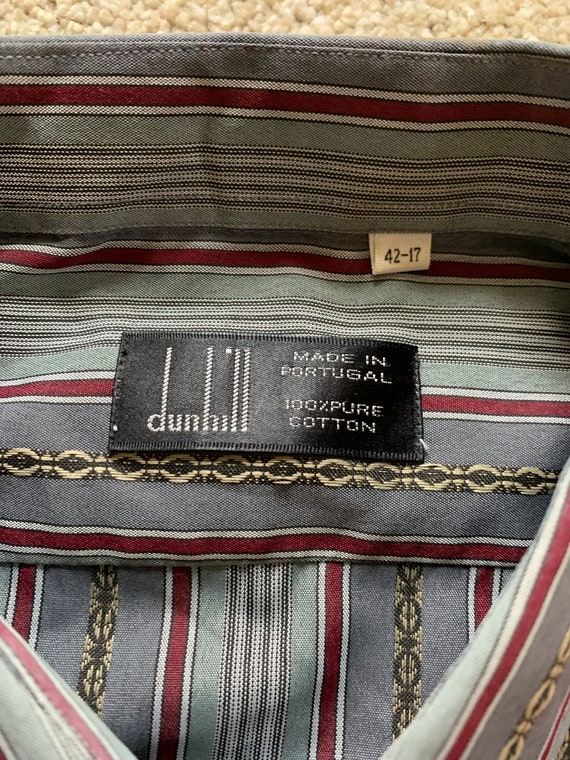 42-17
dunhill
MADE IN
PORTUGAL
100%PURE
COTTON